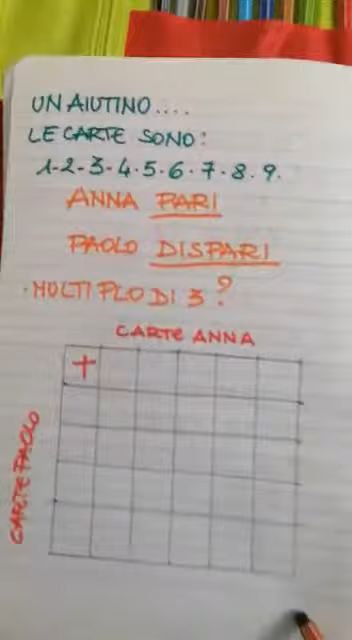 UN AIUTINO....
LE CARTE SONO:
1-2-3-4.5.6.7.8.9.
ANNA PARI
PAOLO DISPARI
. MULTIPLO DI 3?
CARTE ANNA
+
CARTE PAOLO